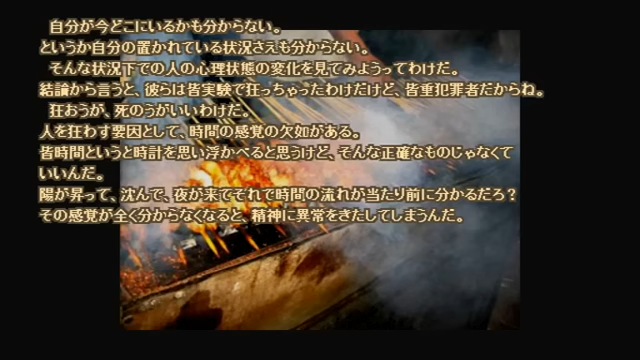 自分が今どこにいるかも分からない。
というか自分の置かれている状況さえも分からない。
そんな状況下での人の心理状態の変化を見てみようってわけだ。
結論から言うと、彼らは皆実験で狂っちゃったわけだけど、皆重犯罪者だからね。
狂おうが、死のうがいいわけだ。
人を狂わす要因として、時間の感覚の欠如がある。
皆時間というと時計を思い浮かべると思うけど、そんな正確なものじゃなくて
いいんだ。
陽が昇って、沈んで、夜が来てそれで時間の流れが当たり前に分かるだろ？
その感覚が全く分からなくなると、精神に異常をきたしてしまうんだ。